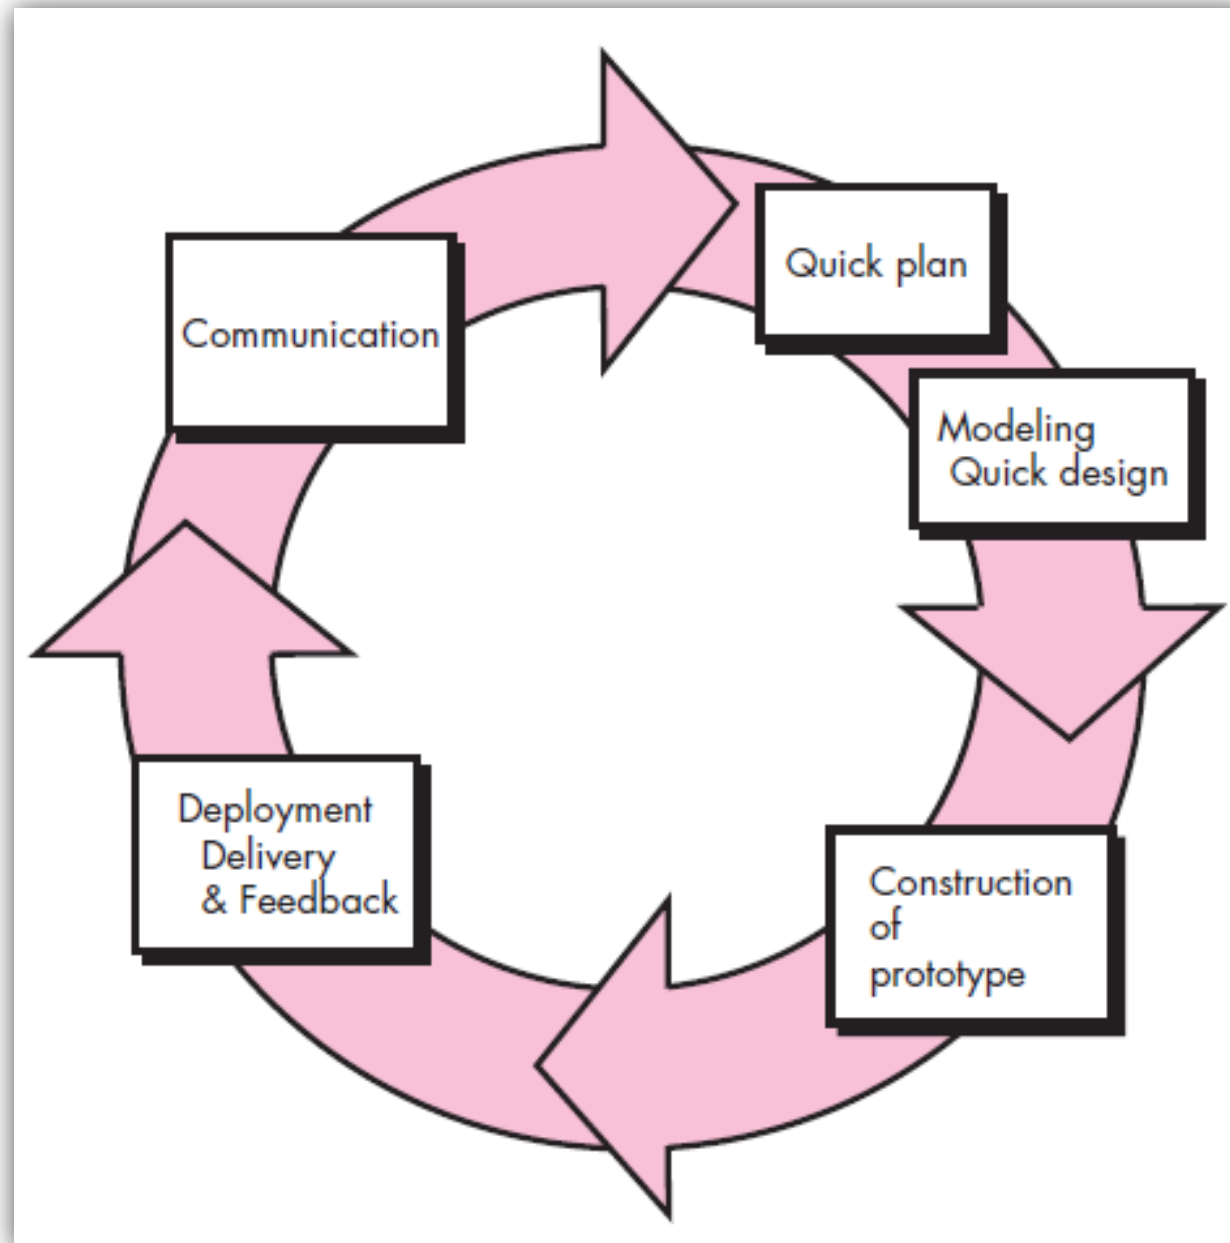 Communication
Quick plan
Modeling
Quick design
Construction
of
prototype
Deployment
Delivery
& Feedback